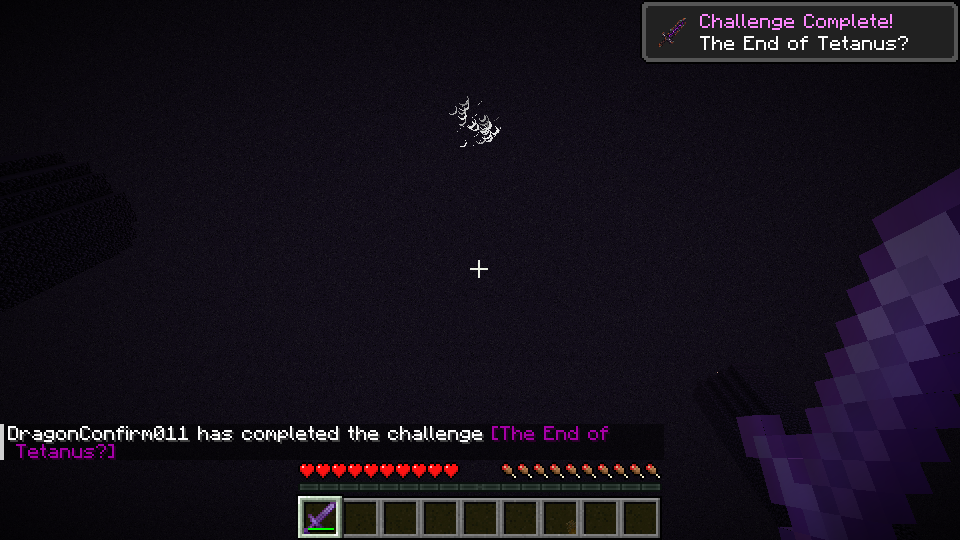 Challenge Complete!
The End of Tetanus?
DragonConfirm011 has completed the challenge [The End of
Tetanus?]